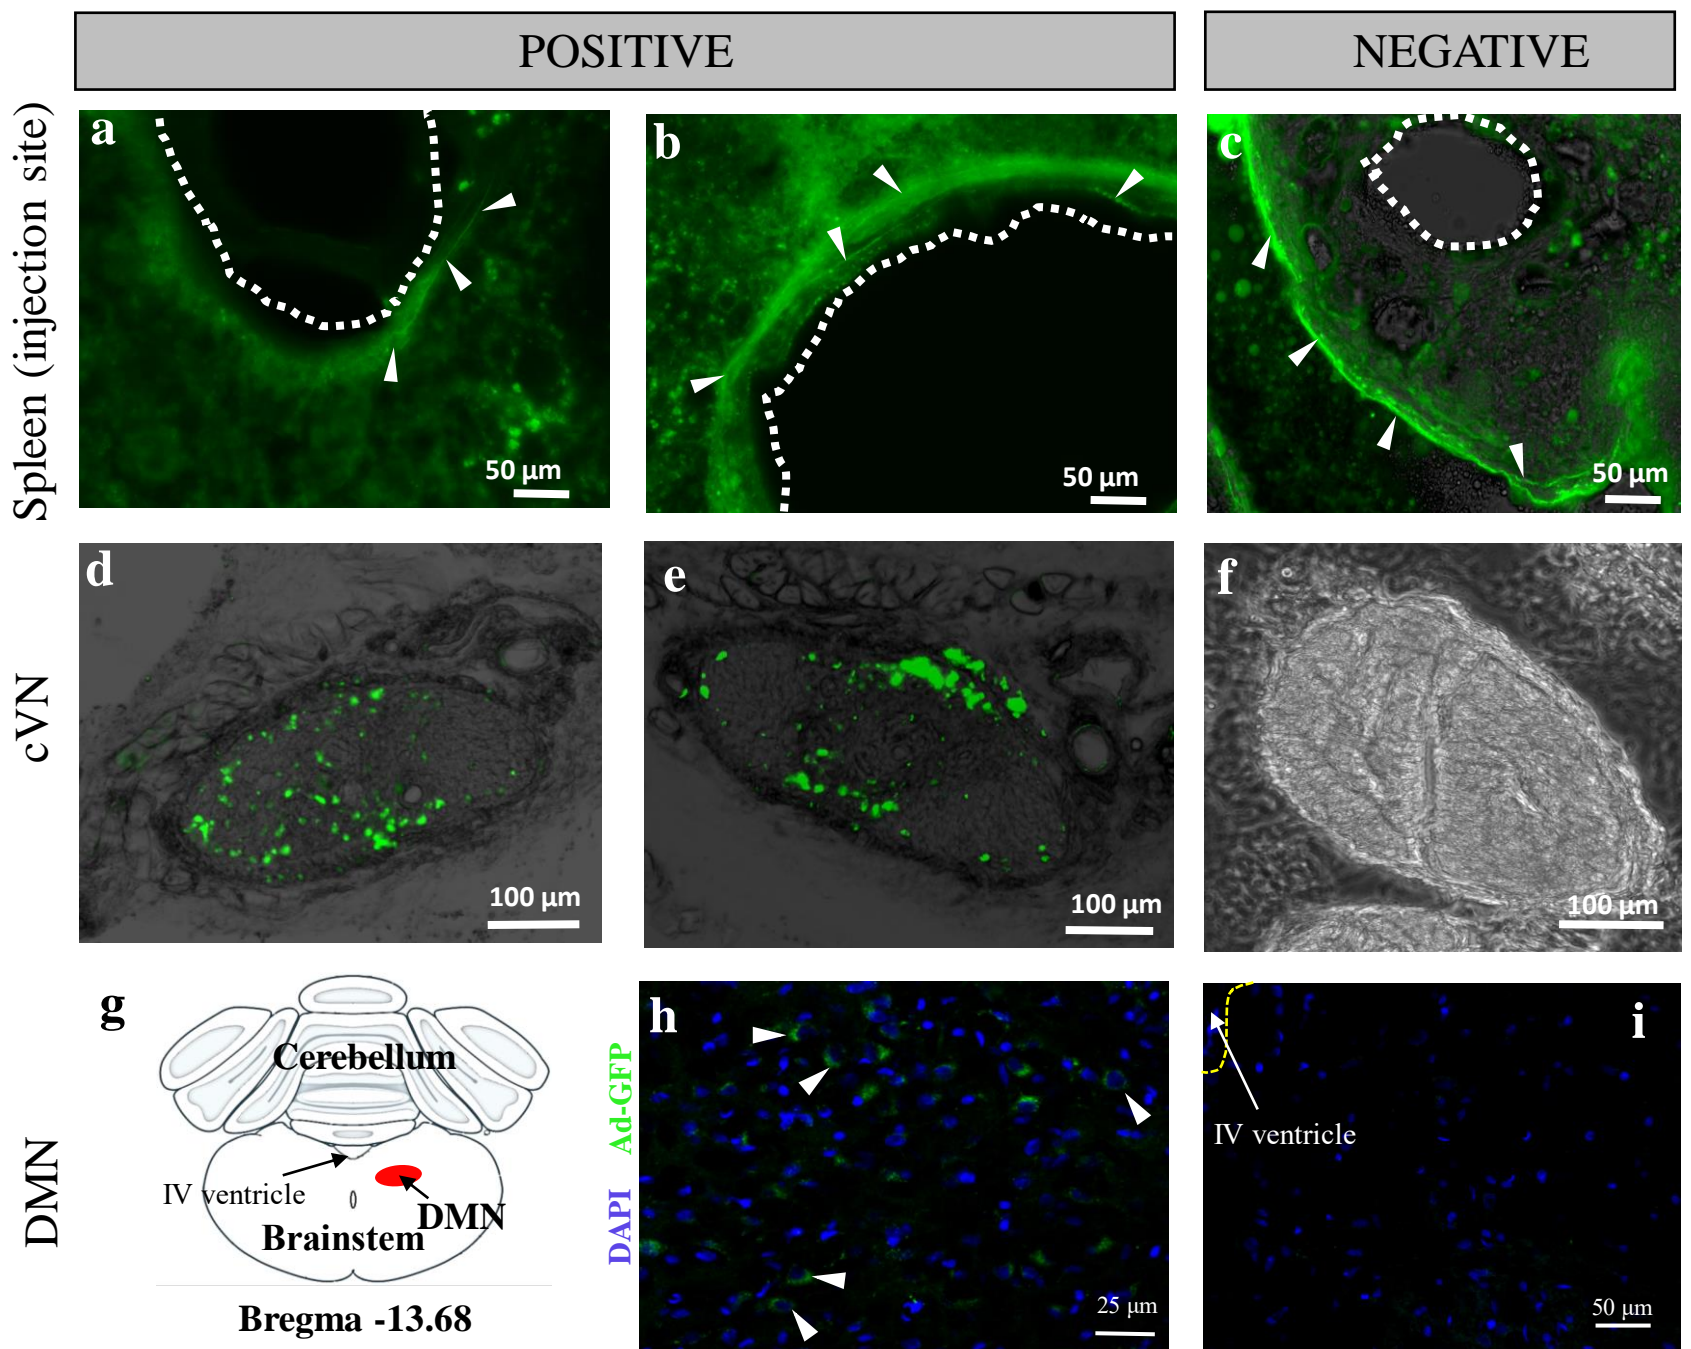 POSITIVE
NEGATIVE
Spleen (injection site)
a
50 µm
b
50 µm
c
50 µm
cVN
d
100 µm
e
100 µm
f
100 µm
DMN
g
Cerebellum
IV ventricle
DMN
Brainstem
Bregma -13.68
DAPI Ad-GFP
h
25 µm
i
IV ventricle
50 µm